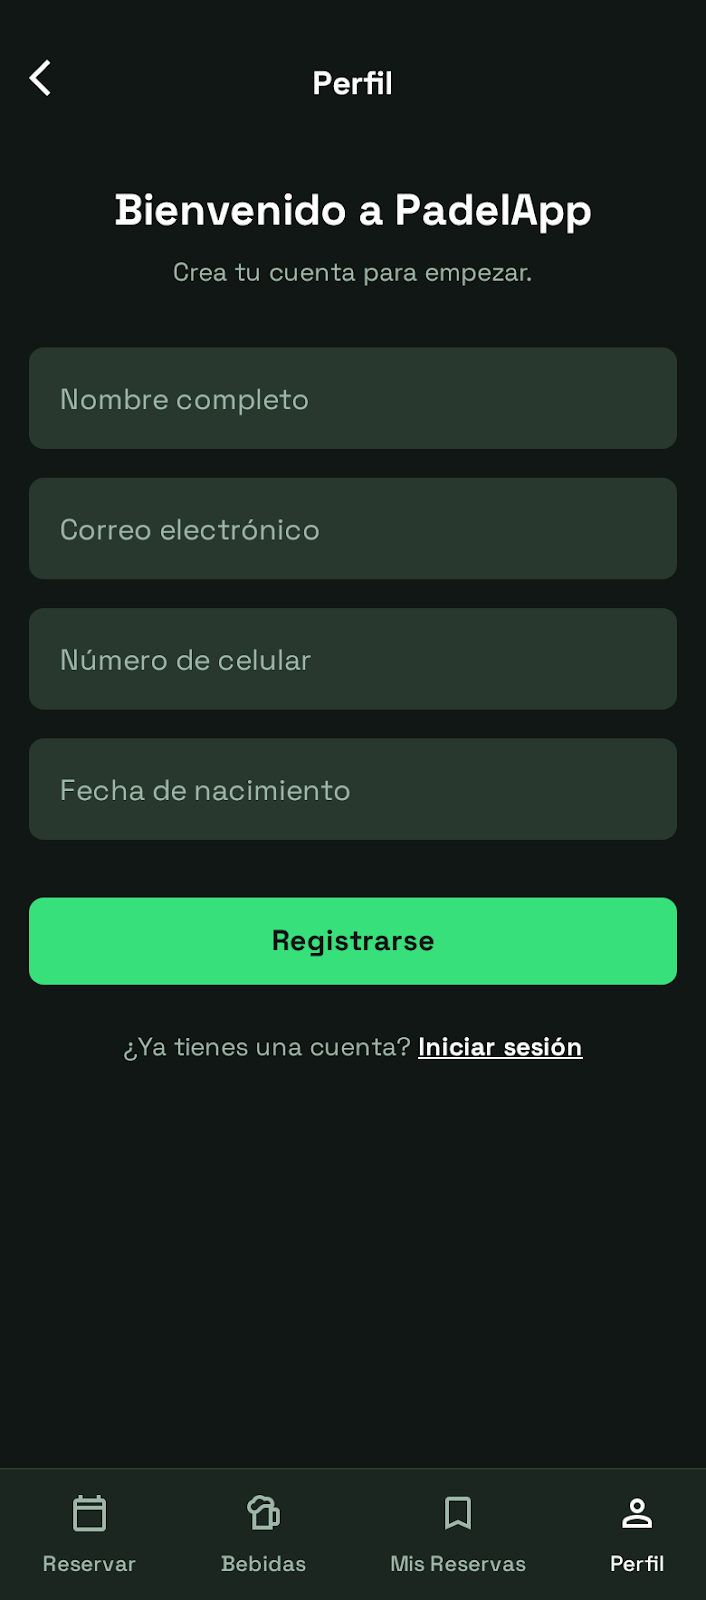 Perfil
Bienvenido a PadelApp
Crea tu cuenta para empezar.
Nombre completo
Correo electrónico
Número de celular
Fecha de nacimiento
Registrarse
¿Ya tienes una cuenta? Iniciar sesión
Reservar Bebidas Mis Reservas Perfil